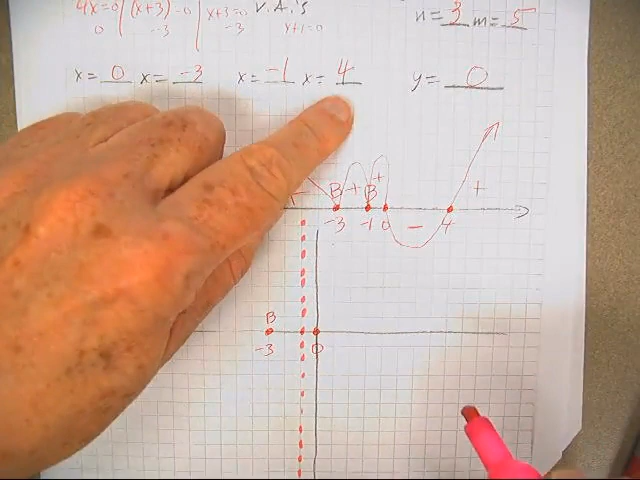 4x=0 (x+3)=0 x+3=0 V.A.'s n=3 m=5
0 -3 -3 x+1=0
x=0 x=-3 x=-1 x=4 y=0
+ B + B +
-3 -1 0 - 4 +
B
-3 0